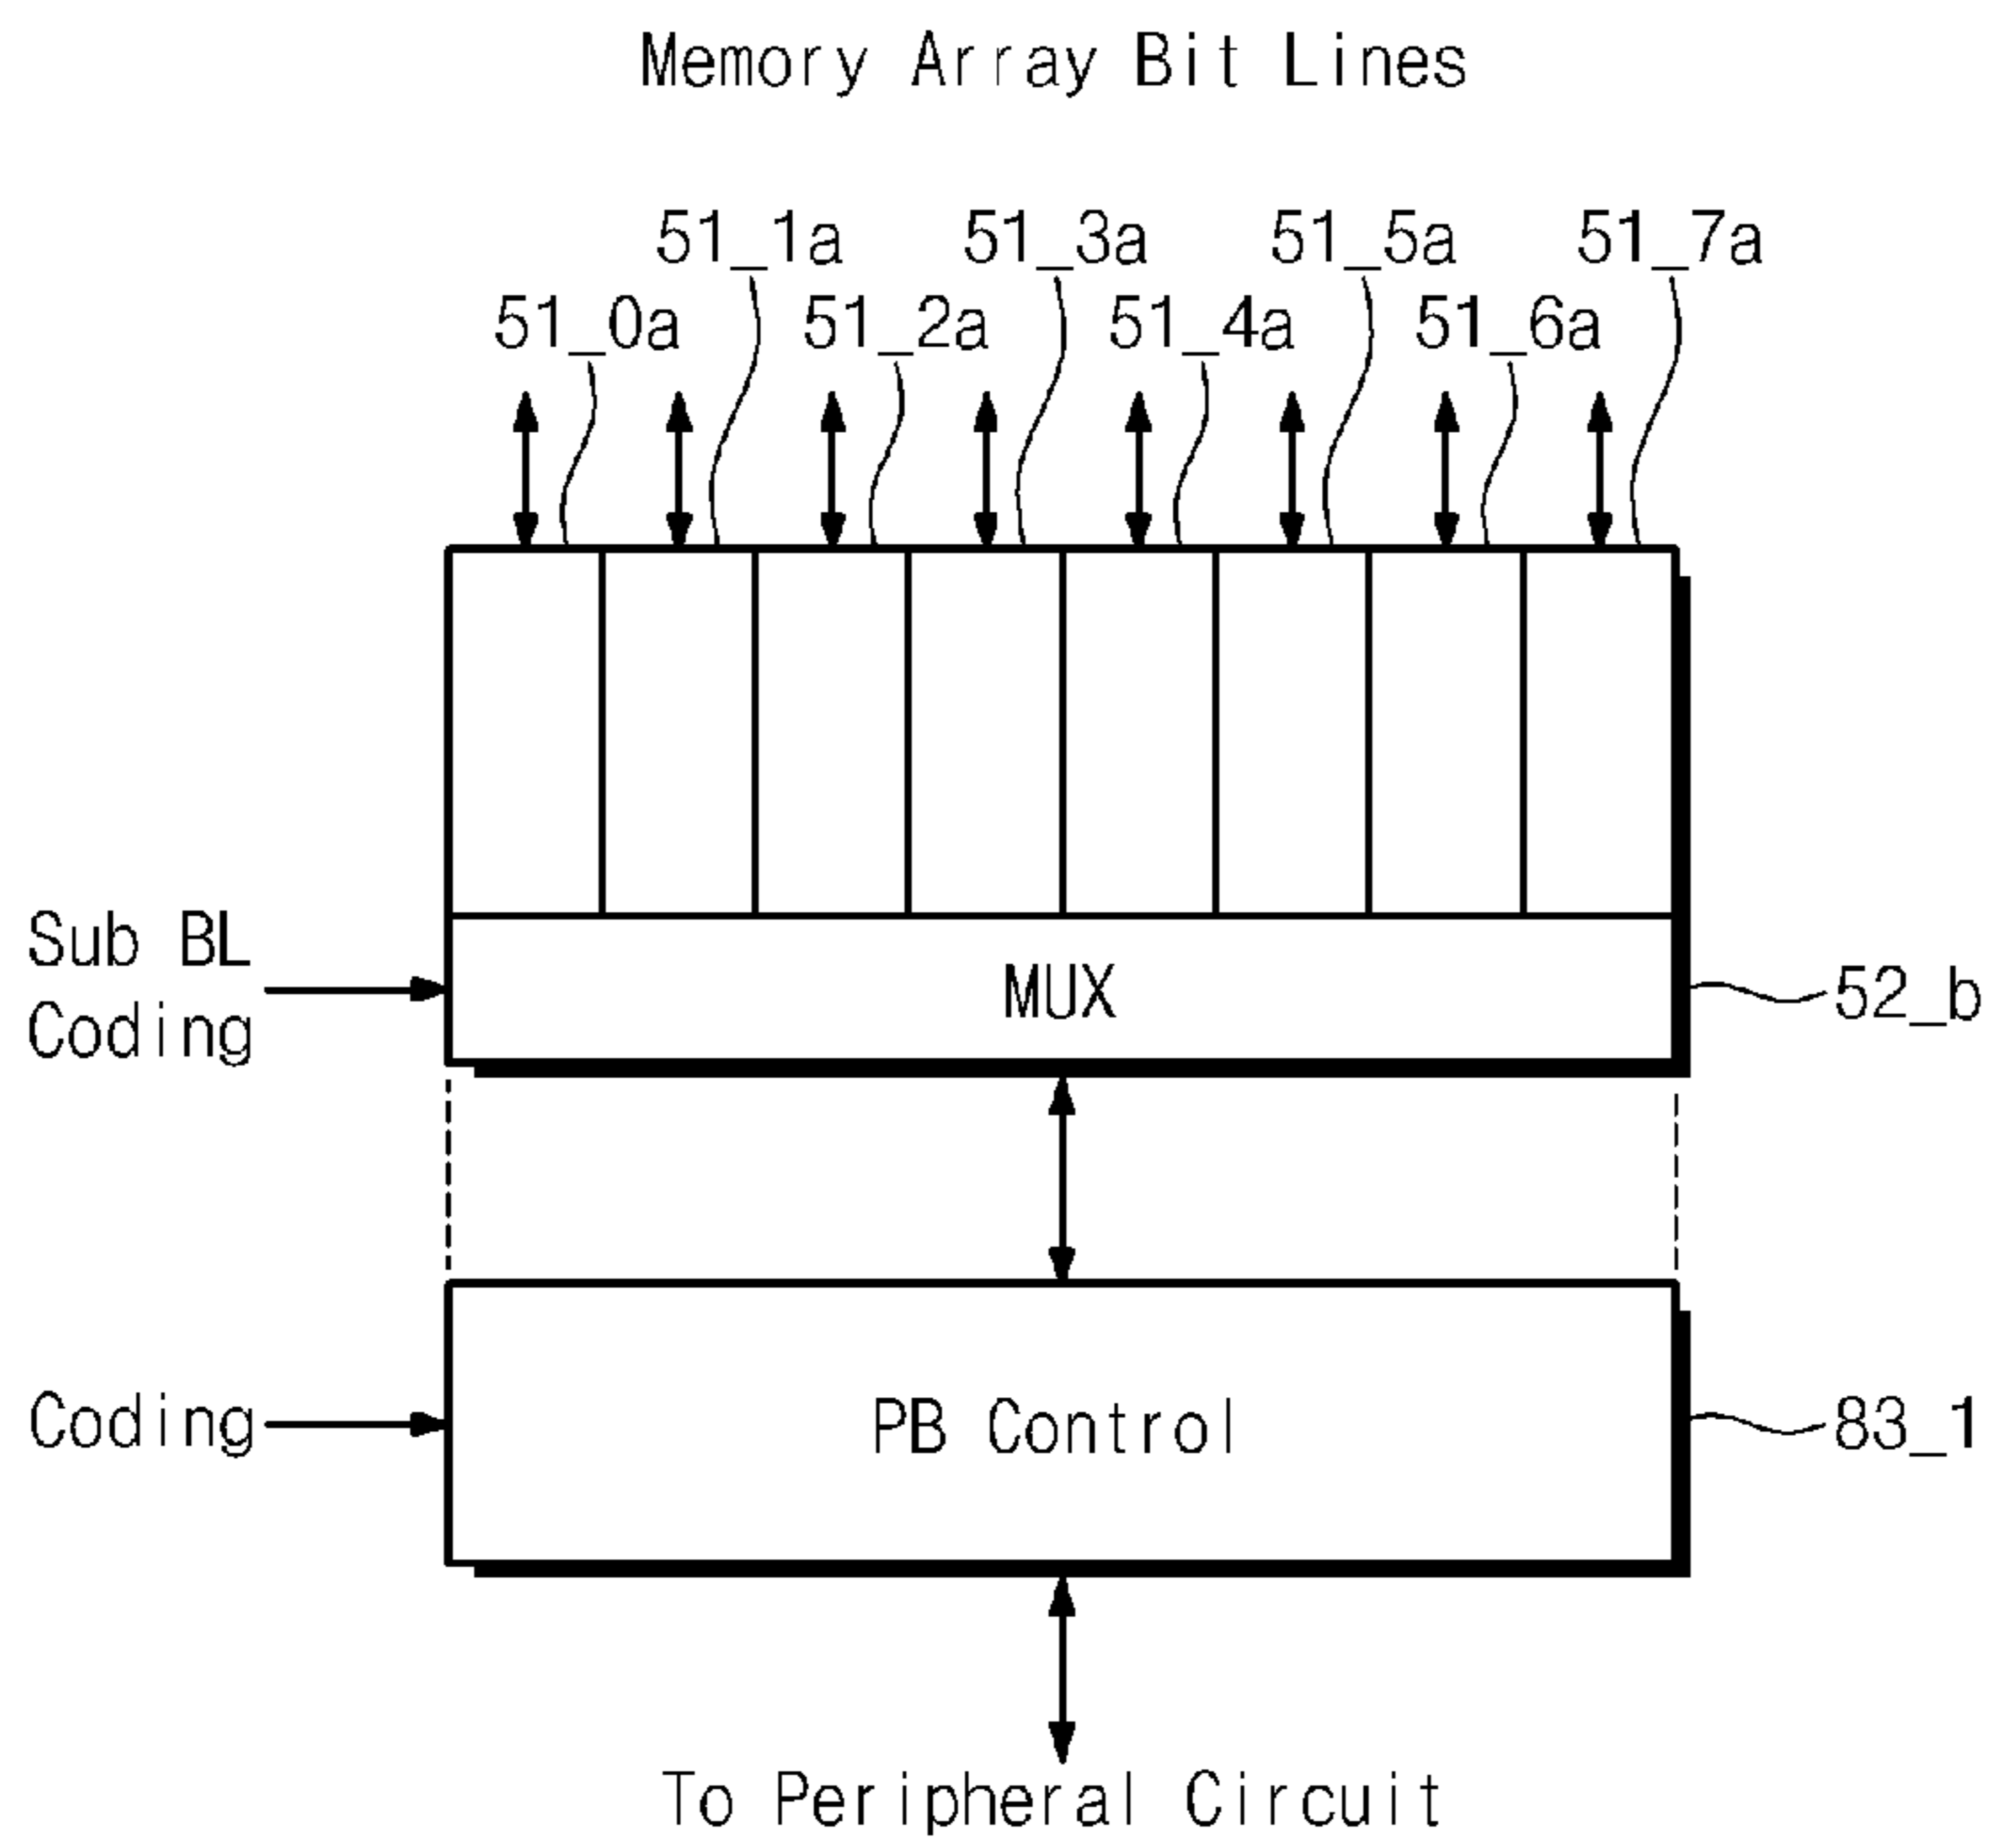 Memory Array Bit Lines
51_1a 51_3a 51_5a 51_7a
51_0a 51_2a 51_4a 51_6a
Sub BL
Coding
MUX
52_b
Coding
PB Control
83_1
To Peripheral Circuit